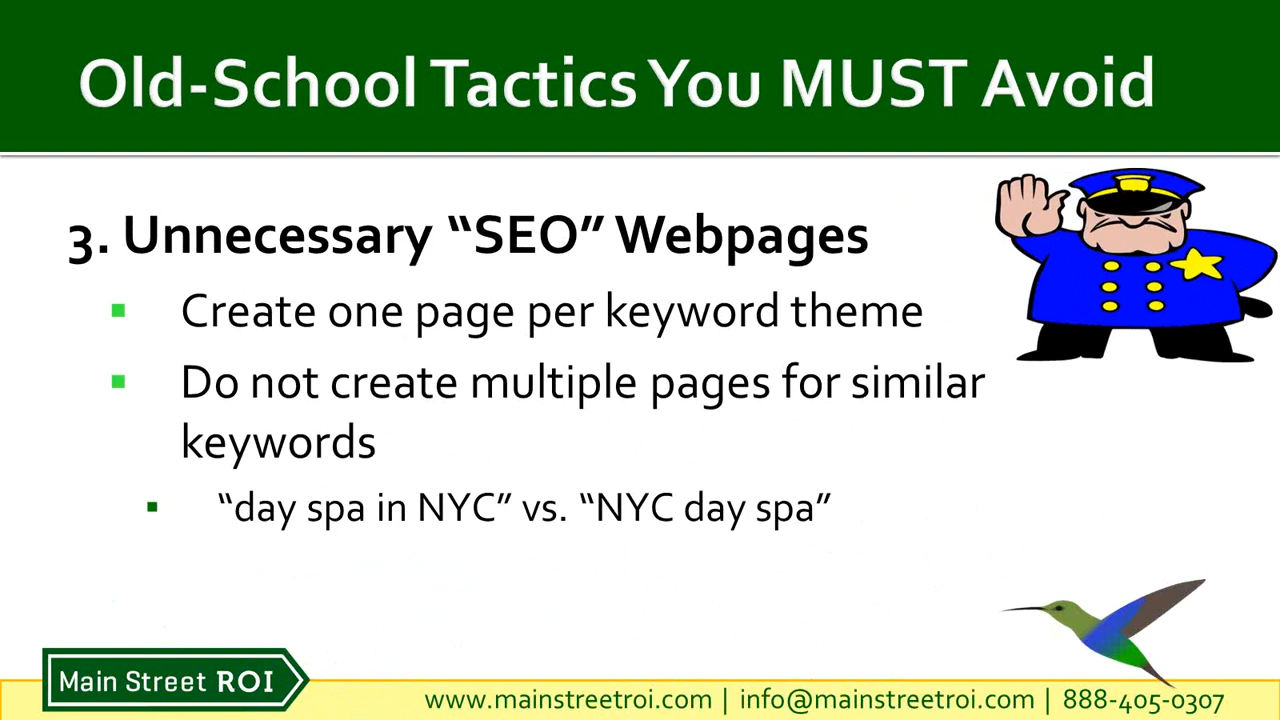 Old-School Tactics You MUST Avoid
3. Unnecessary “SEO” Webpages
Create one page per keyword theme
Do not create multiple pages for similar
keywords
“day spa in NYC” vs. “NYC day spa”
Main Street ROI
www.mainstreetroi.com | info@mainstreetroi.com | 888-405-0307